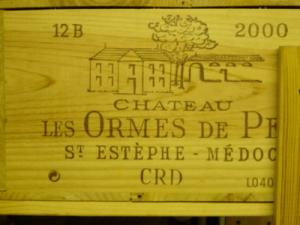 12 B 2000
CHATEAU
LES ORMES DE PE
ST ESTÈPHE - MÉDOC
CRD L040